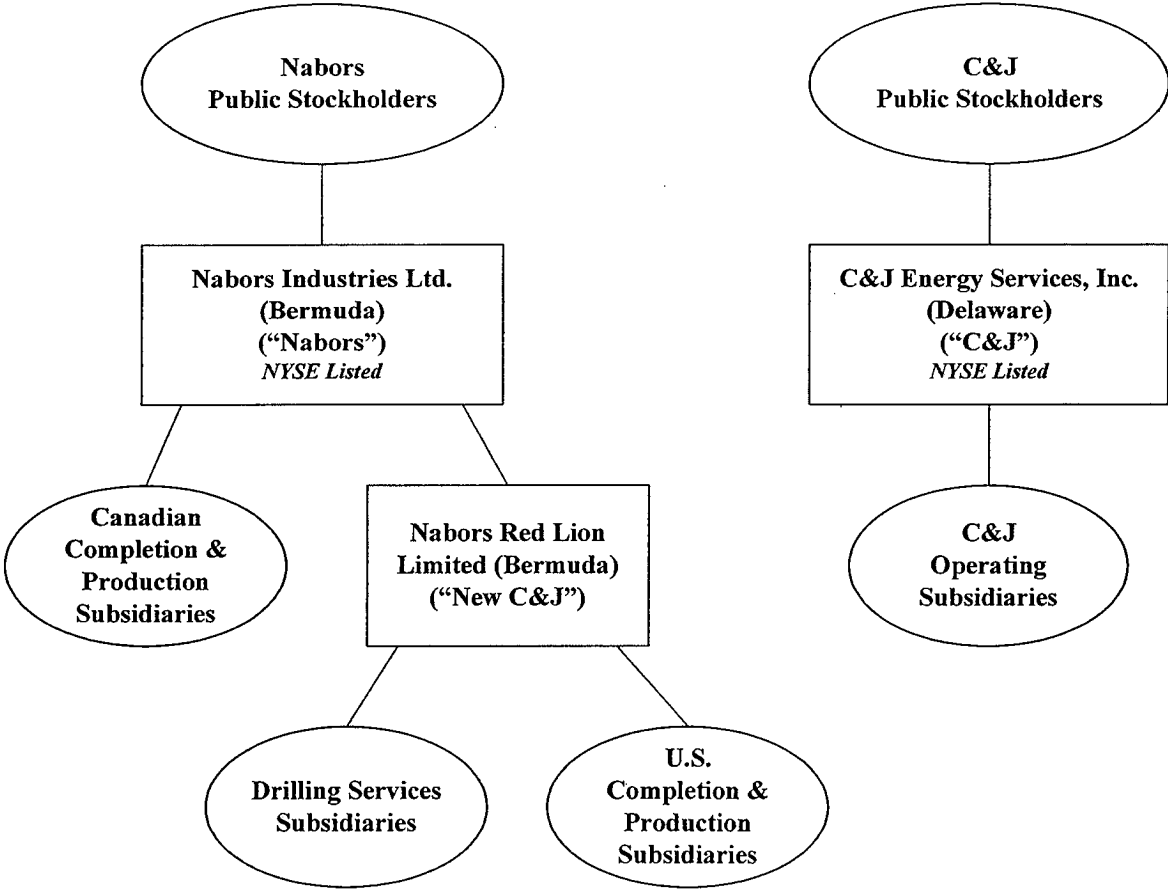 Nabors
Public Stockholders
C&J
Public Stockholders
Nabors Industries Ltd.
(Bermuda)
(“Nabors”)
NYSE Listed
C&J Energy Services, Inc.
(Delaware)
(“C&J”)
NYSE Listed
Canadian
Completion &
Production
Subsidiaries
Nabors Red Lion
Limited (Bermuda)
(“New C&J”)
C&J
Operating
Subsidiaries
Drilling Services
Subsidiaries
U.S.
Completion &
Production
Subsidiaries